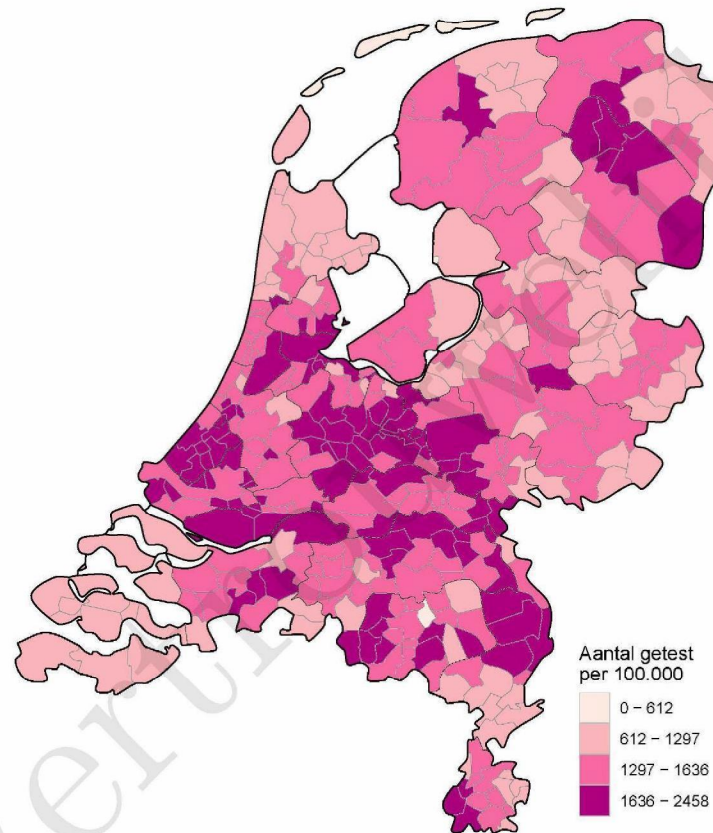 Aantal getest
per 100.000
0 – 612
612 – 1297
1297 – 1636
1636 – 2458